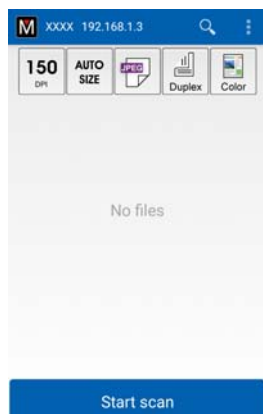 M XXXX 192.168.1.3
150 DPI
AUTO SIZE
JPEG
Duplex
Color
No files
Start scan